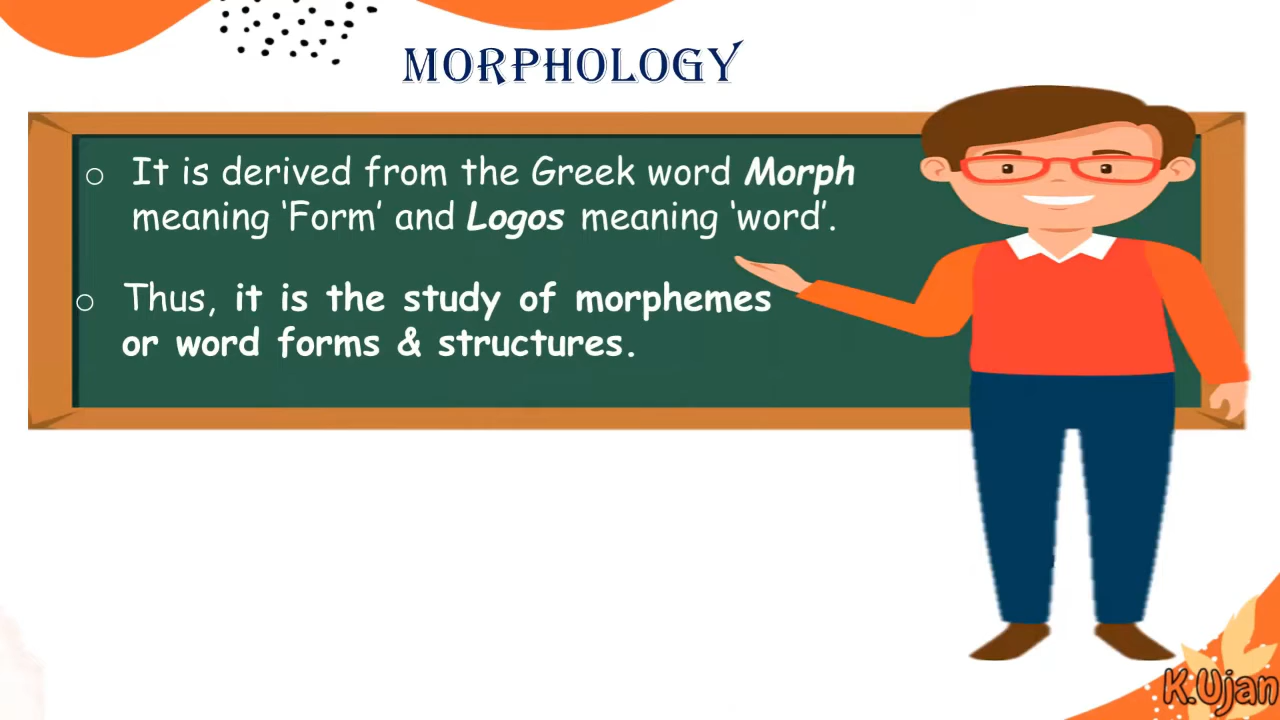 MORPHOLOGY
It is derived from the Greek word Morph
meaning ‘Form’ and Logos meaning ‘word’.
Thus, it is the study of morphemes
or word forms & structures.
K.Ujan